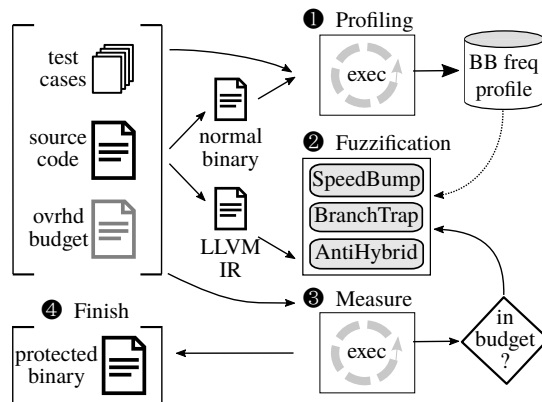 ❶ Profiling
test
cases
exec
BB freq
profile
source
code
normal
binary
❷ Fuzzification
SpeedBump
BranchTrap
AntiHybrid
ovrhd
budget
LLVM
IR
❸ Measure
exec
in
budget
?
❹ Finish
protected
binary